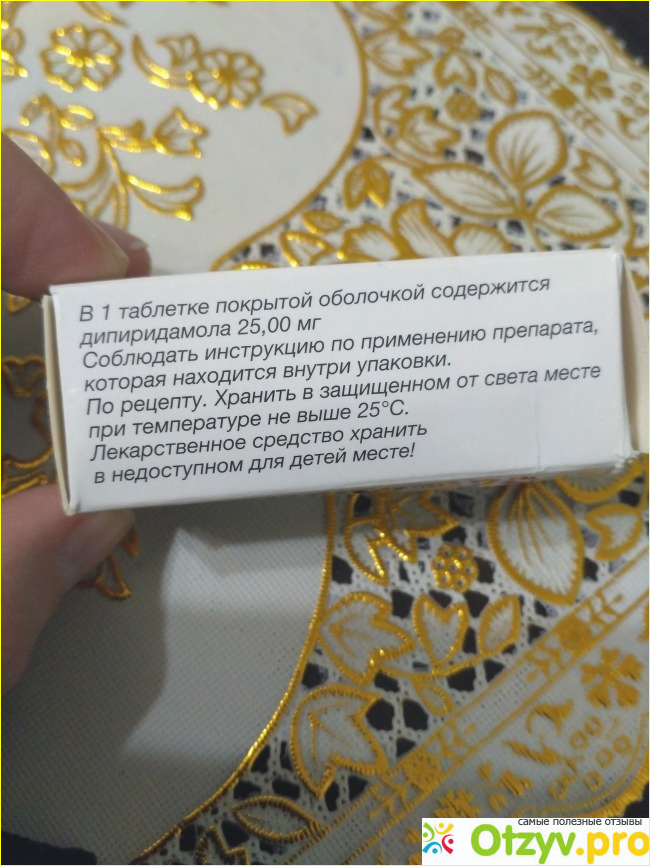 В 1 таблетке покрытой оболочкой содержится
дипиридамола 25,00 мг
Соблюдать инструкцию по применению препарата,
которая находится внутри упаковки.
По рецепту. Хранить в защищенном от света месте
при температуре не выше 25°C.
Лекарственное средство хранить
в недоступном для детей месте!
самые полезные отзывы
Otzyv.pro